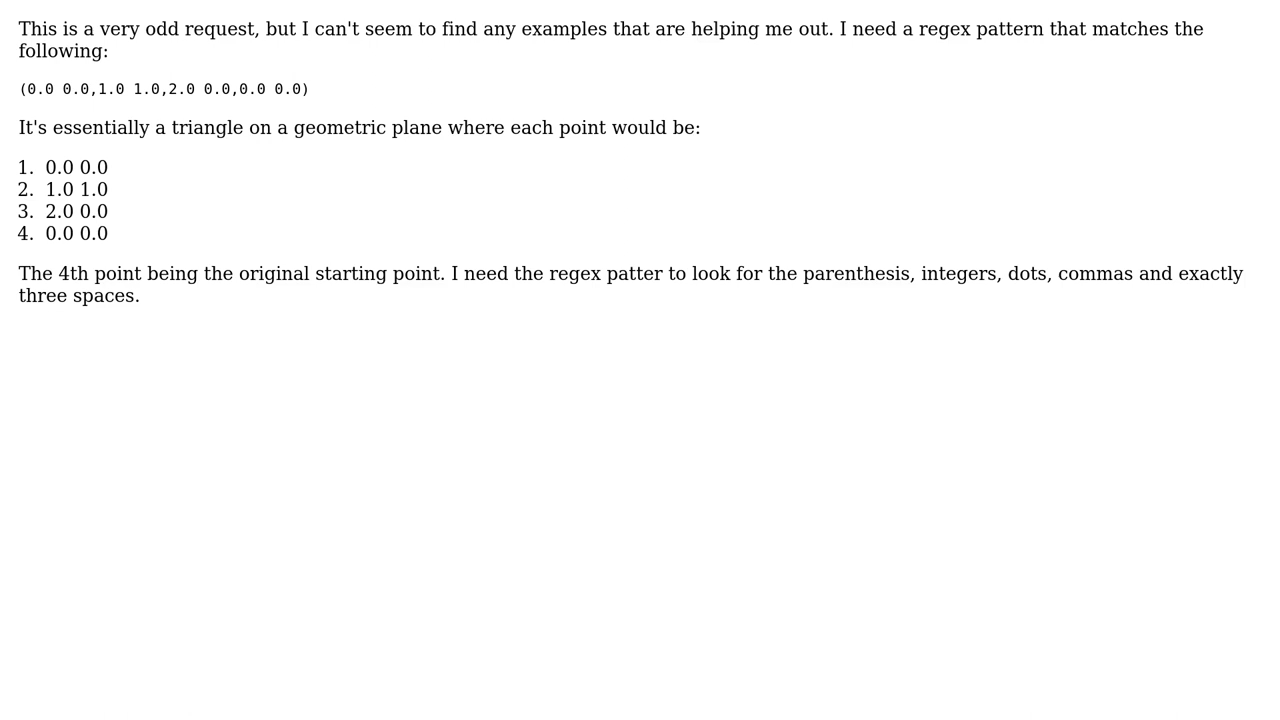 This is a very odd request, but I can't seem to find any examples that are helping me out. I need a regex pattern that matches the
following:
(0.0 0.0,1.0 1.0,2.0 0.0,0.0 0.0)
It's essentially a triangle on a geometric plane where each point would be:
1. 0.0 0.0
2. 1.0 1.0
3. 2.0 0.0
4. 0.0 0.0
The 4th point being the original starting point. I need the regex patter to look for the parenthesis, integers, dots, commas and exactly
three spaces.